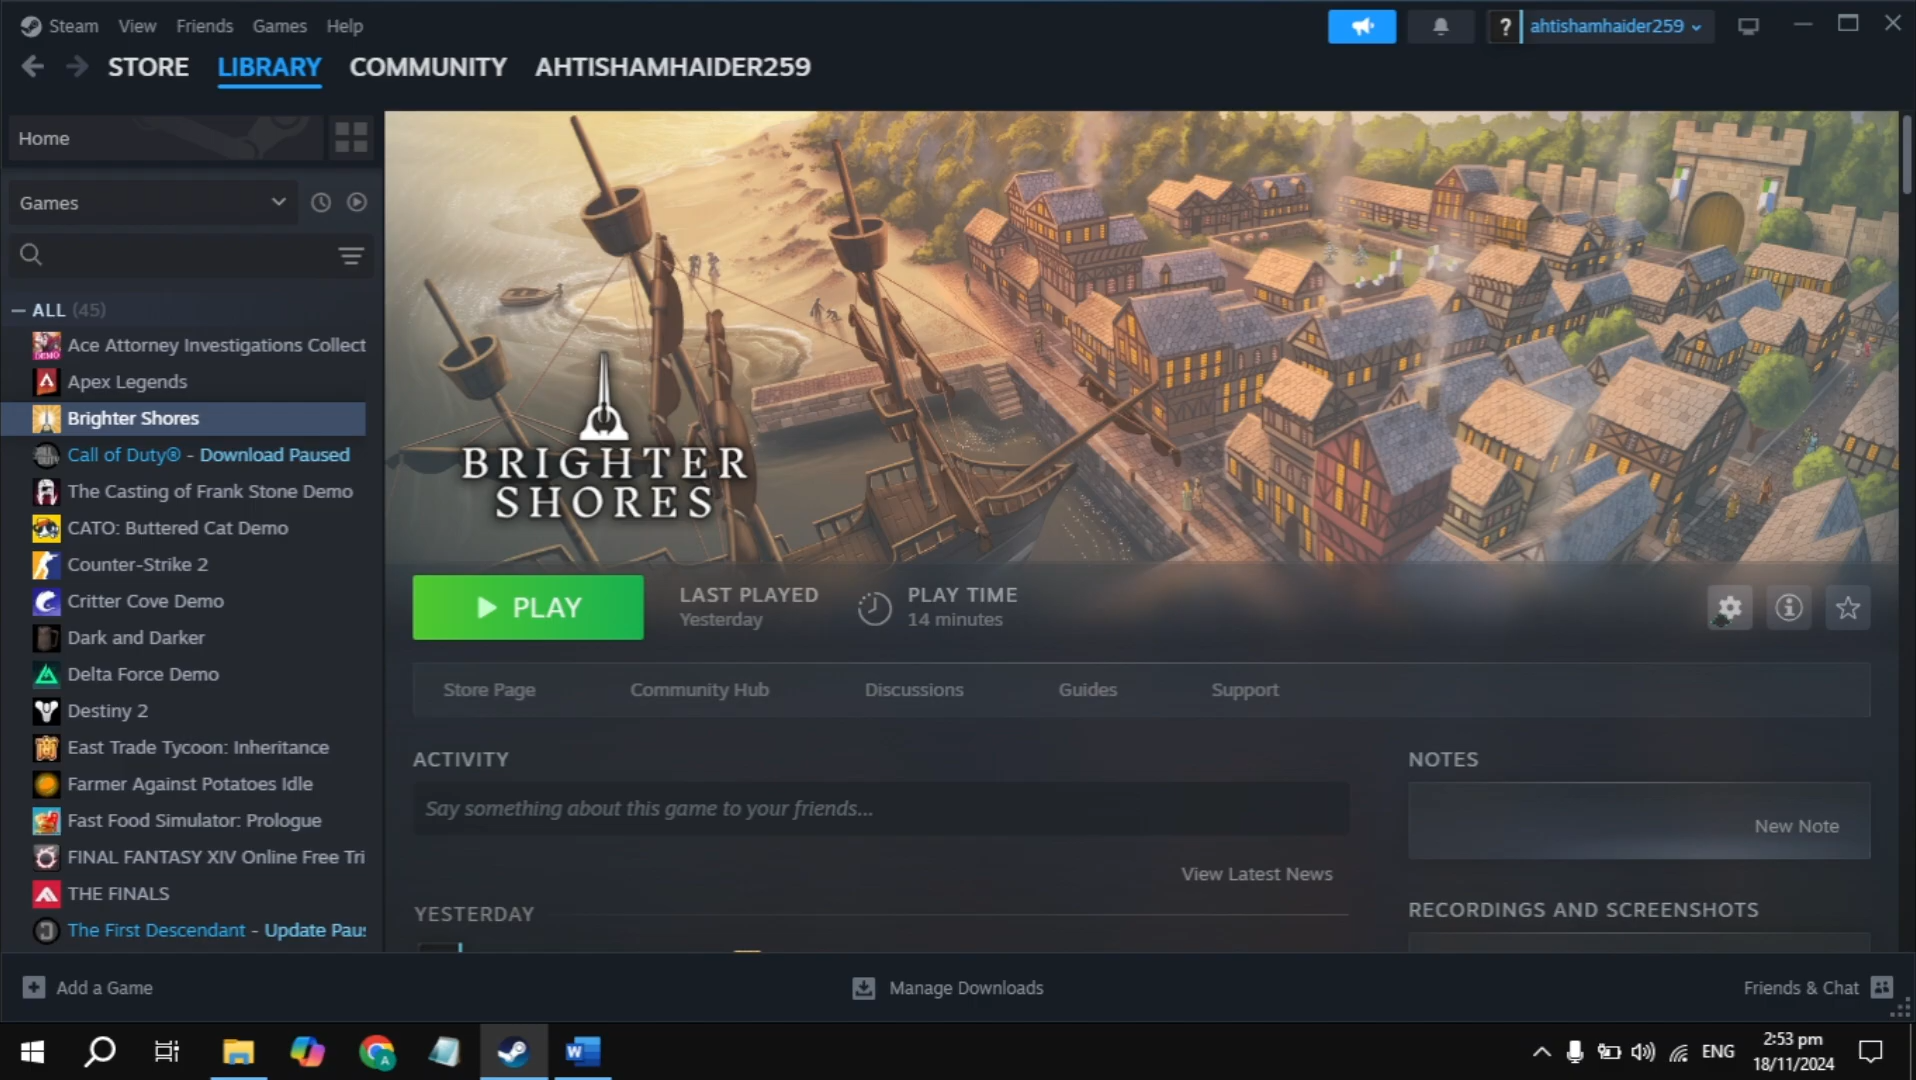 Steam View Friends Games Help
? ahtishamhaider259
STORE LIBRARY COMMUNITY AHTISHAMHAIDER259
Home
Games
ALL (45)
Ace Attorney Investigations Collect
Apex Legends
Brighter Shores
Call of Duty® - Download Paused
The Casting of Frank Stone Demo
CATO: Buttered Cat Demo
Counter-Strike 2
Critter Cove Demo
Dark and Darker
Delta Force Demo
Destiny 2
East Trade Tycoon: Inheritance
Farmer Against Potatoes Idle
Fast Food Simulator: Prologue
FINAL FANTASY XIV Online Free Tri
THE FINALS
The First Descendant - Update Pau
BRIGHTER
SHORES
PLAY
LAST PLAYED
Yesterday
PLAY TIME
14 minutes
Store Page Community Hub Discussions Guides Support
ACTIVITY
Say something about this game to your friends...
View Latest News
YESTERDAY
NOTES
New Note
RECORDINGS AND SCREENSHOTS
Add a Game
Manage Downloads
Friends & Chat
ENG
2:53 pm
18/11/2024